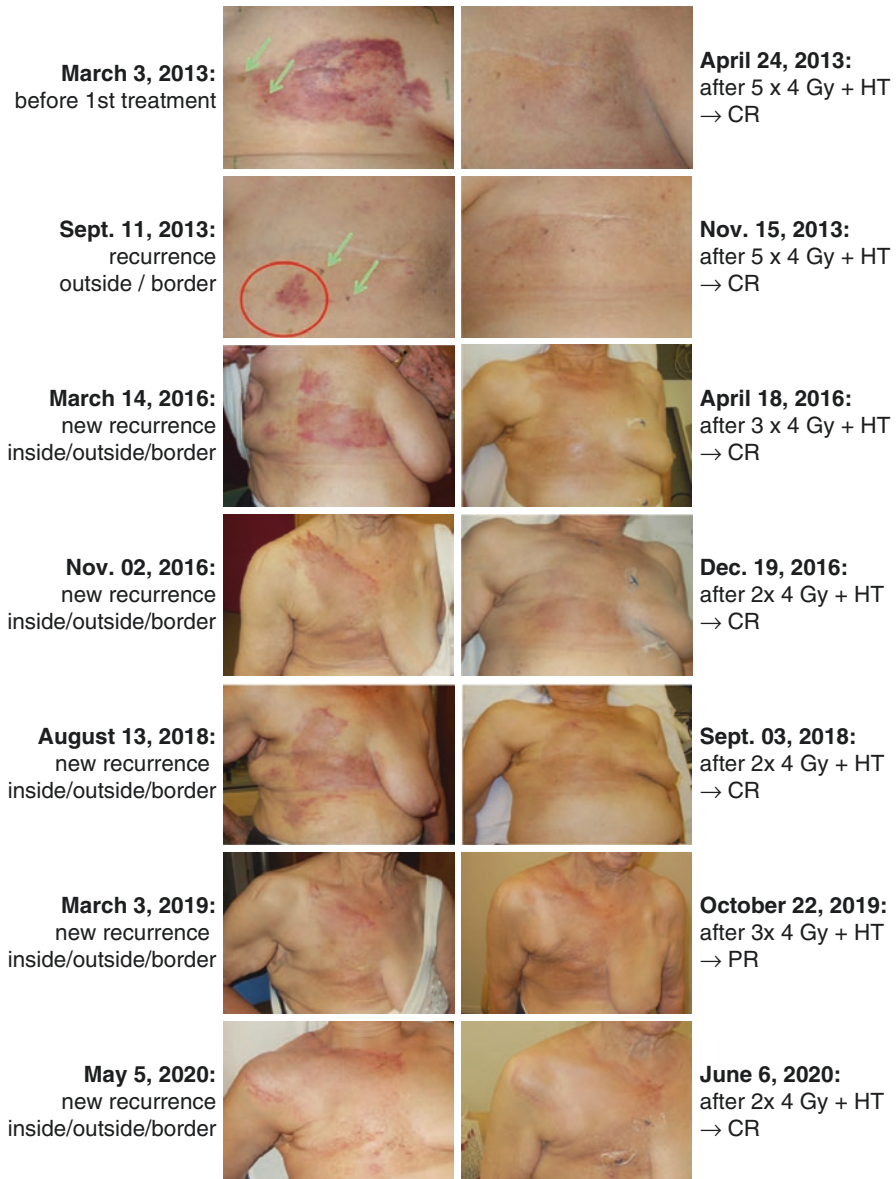 March 3, 2013:
before 1st treatment
April 24, 2013:
after 5 x 4 Gy + HT
→ CR
Sept. 11, 2013:
recurrence
outside / border
Nov. 15, 2013:
after 5 x 4 Gy + HT
→ CR
March 14, 2016:
new recurrence
inside/outside/border
April 18, 2016:
after 3 x 4 Gy + HT
→ CR
Nov. 02, 2016:
new recurrence
inside/outside/border
Dec. 19, 2016:
after 2x 4 Gy + HT
→ CR
August 13, 2018:
new recurrence
inside/outside/border
Sept. 03, 2018:
after 2x 4 Gy + HT
→ CR
March 3, 2019:
new recurrence
inside/outside/border
October 22, 2019:
after 3x 4 Gy + HT
→ PR
May 5, 2020:
new recurrence
inside/outside/border
June 6, 2020:
after 2x 4 Gy + HT
→ CR